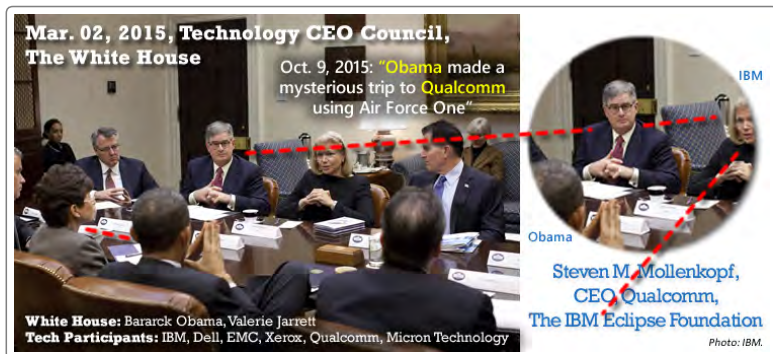 Mar. 02, 2015, Technology CEO Council,
The White House
Oct. 9, 2015: "Obama made a
mysterious trip to Qualcomm
using Air Force One"
IBM
Obama
Steven M. Mollenkopf,
CEO, Qualcomm,
The IBM Eclipse Foundation
White House: Bararck Obama, Valerie Jarrett
Tech Participants: IBM, Dell, EMC, Xerox, Qualcomm, Micron Technology
Photo: IBM.